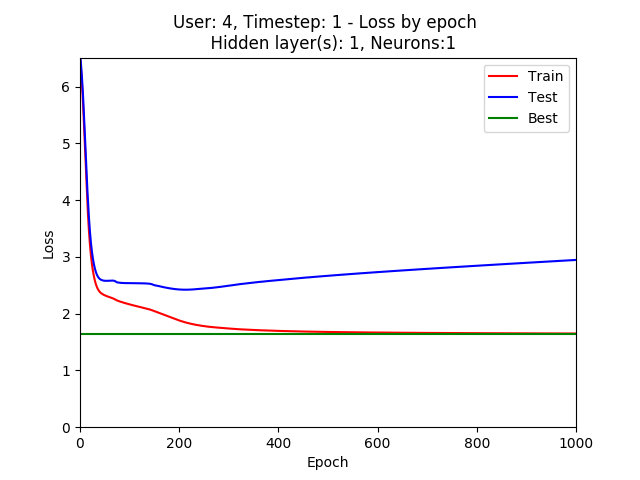 User: 4, Timestep: 1 - Loss by epoch
Hidden layer(s): 1, Neurons:1
Train
Test
Best
Loss
6
5
4
3
2
1
0
0 200 400 600 800 1000
Epoch